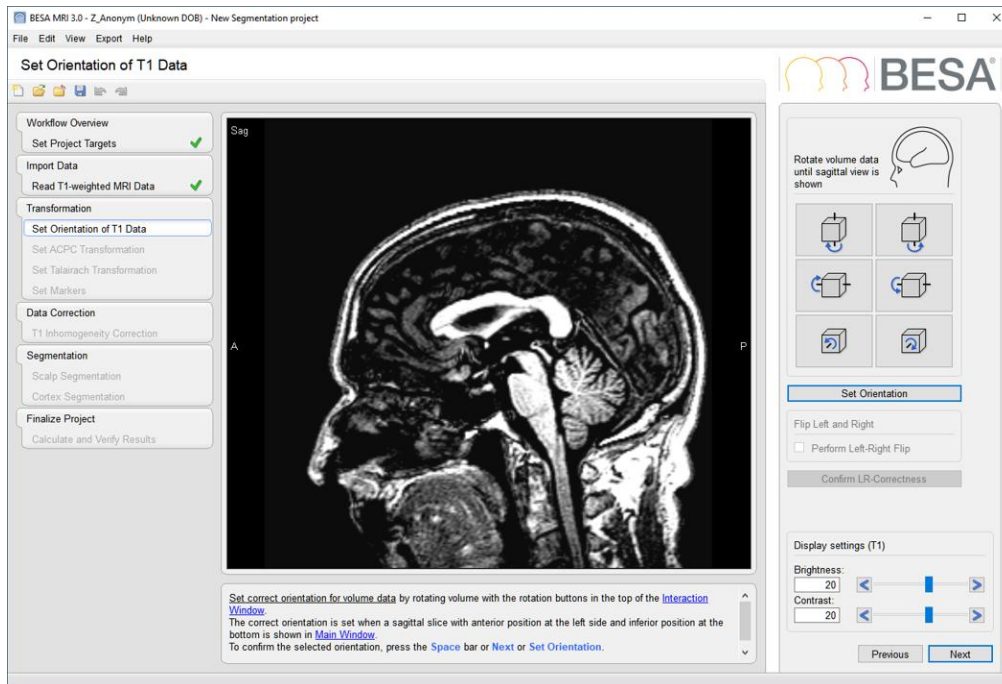 BESA MRI 3.0 - Z_Anonym (Unknown DOB) - New Segmentation project
File Edit View Export Help
Set Orientation of T1 Data
BESA®
Workflow Overview
Set Project Targets
Import Data
Read T1-weighted MRI Data
Transformation
Set Orientation of T1 Data
Set ACPC Transformation
Set Talairach Transformation
Set Markers
Data Correction
T1 Inhomogeneity Correction
Segmentation
Scalp Segmentation
Cortex Segmentation
Finalize Project
Calculate and Verify Results
Sag
A
P
Set correct orientation for volume data by rotating volume with the rotation buttons in the top of the Interaction
Window.
The correct orientation is set when a sagittal slice with anterior position at the left side and inferior position at the
bottom is shown in Main Window.
To confirm the selected orientation, press the Space bar or Next or Set Orientation.
Rotate volume data
until sagittal view is
shown
Set Orientation
Flip Left and Right
Perform Left-Right Flip
Confirm LR-Correctness
Display settings (T1)
Brightness:
20
Contrast:
20
Previous
Next